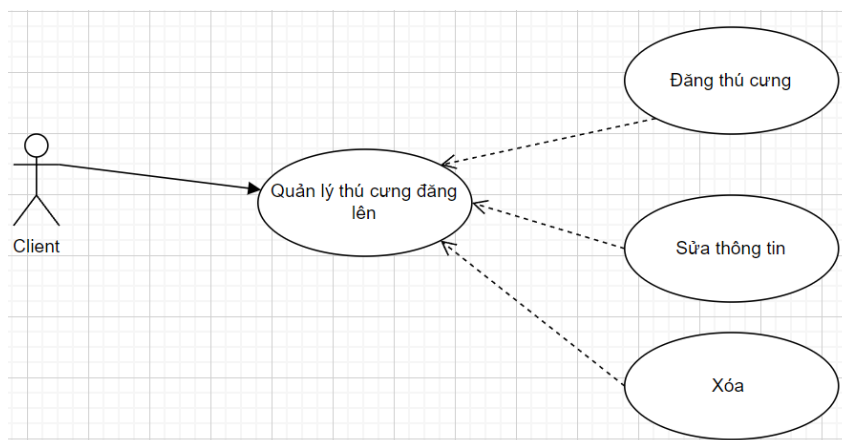 Đăng thú cưng
Quản lý thú cưng đăng
lên
Client
Sửa thông tin
Xóa